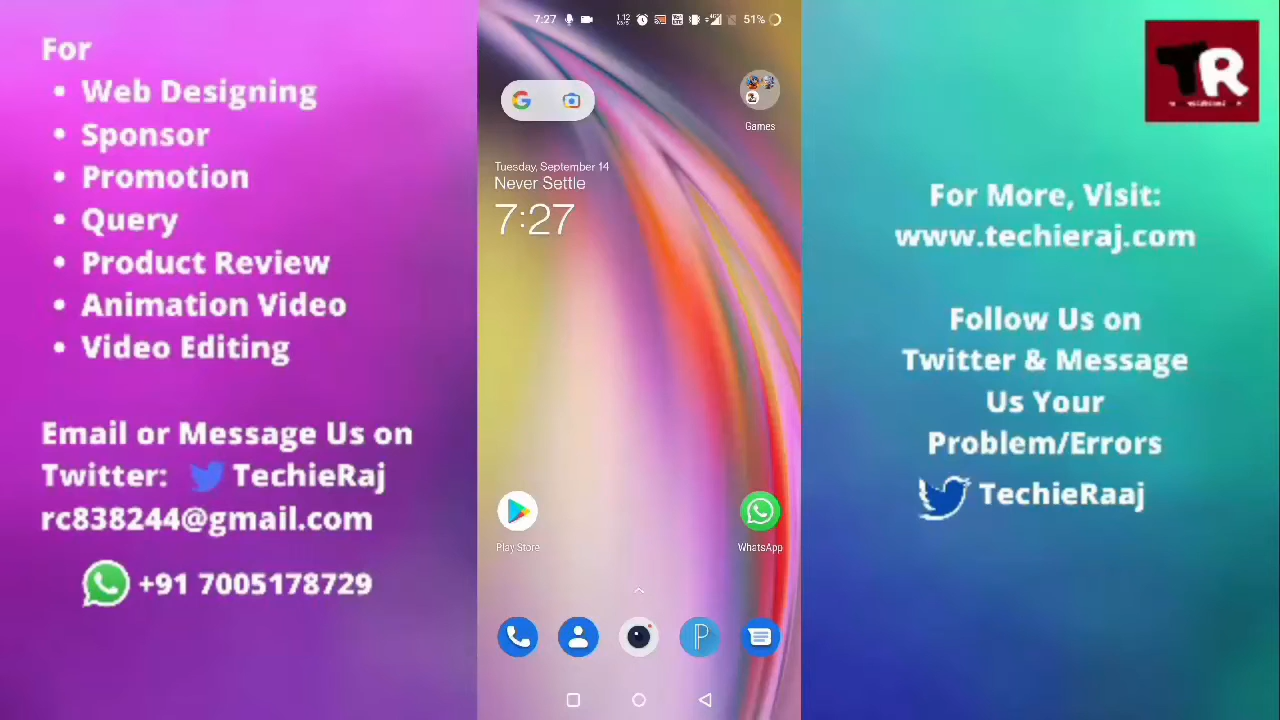 For
• Web Designing
• Sponsor
• Promotion
• Query
• Product Review
• Animation Video
• Video Editing
Email or Message Us on
Twitter: TechieRaj
rc838244@gmail.com
+91 7005178729
7:27
1.12
51%
Games
Tuesday, September 14
Never Settle
7:27
Play Store
WhatsApp
TR
For More, Visit:
www.techieraj.com
Follow Us on
Twitter & Message
Us Your
Problem/Errors
TechieRaaj